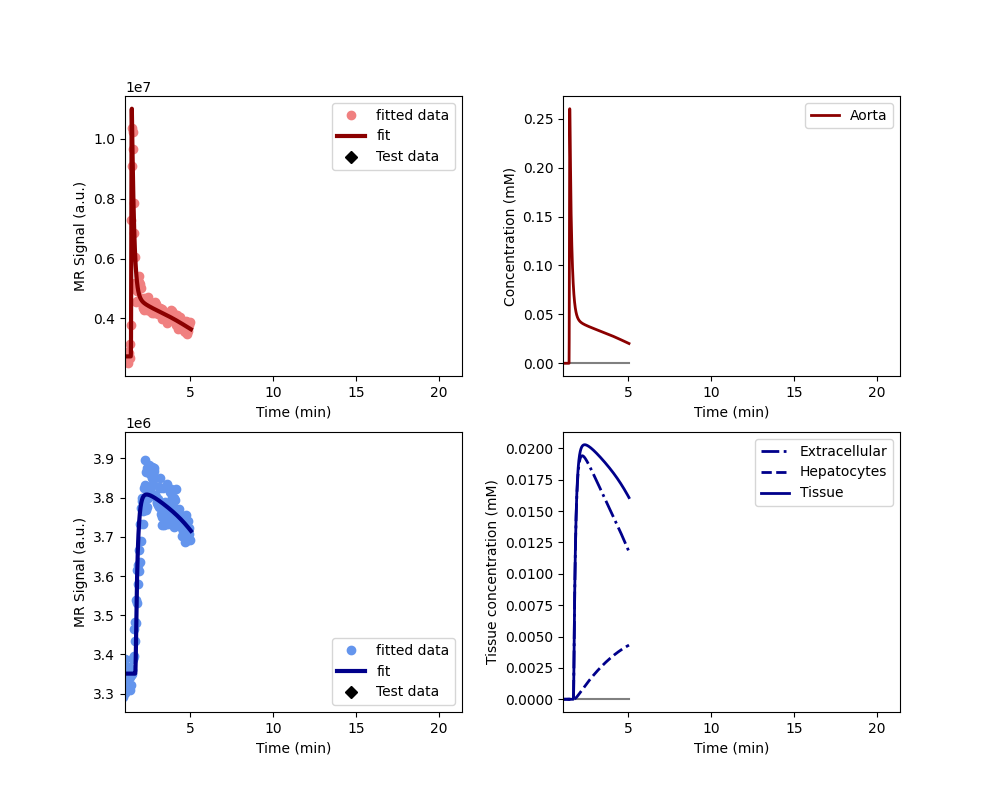 1e7
MR Signal (a.u.)
1.0
0.8
0.6
0.4
fitted data
fit
Test data
5 10 15 20
Time (min)
Concentration (mM)
0.25
0.20
0.15
0.10
0.05
0.00
Aorta
5 10 15 20
Time (min)
1e6
MR Signal (a.u.)
3.9
3.8
3.7
3.6
3.5
3.4
3.3
fitted data
fit
Test data
5 10 15 20
Time (min)
Tissue concentration (mM)
0.0200
0.0175
0.0150
0.0125
0.0100
0.0075
0.0050
0.0025
0.0000
Extracellular
Hepatocytes
Tissue
5 10 15 20
Time (min)